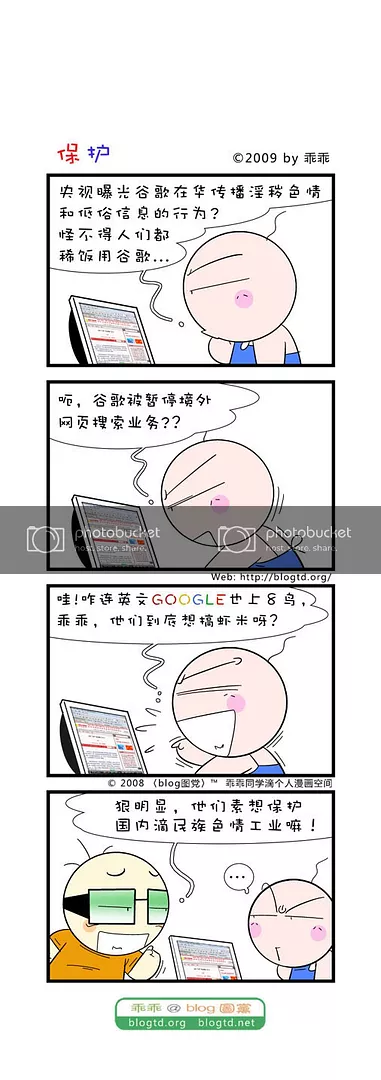 保护
©2009 by 乖乖
央视曝光谷歌在华传播淫秽色情
和低俗信息的行为?
怪不得人们都
稀饭用谷歌...
呃,谷歌被暂停境外
网页搜索业务??
photobucket
host. store. share.
photobucket
host. store. share.
Web: http://blogtd.org/
哇!咋连英文GOOGLE也上8鸟,
乖乖,他们到底想搞虾米呀?
© 2008 〈blog图党〉™ 乖乖同学滴个人漫画空间
狠明显,他们素想保护
国内滴民族色情工业嘛!
...
乖乖@blog圖黨
blogtd.org blogtd.net